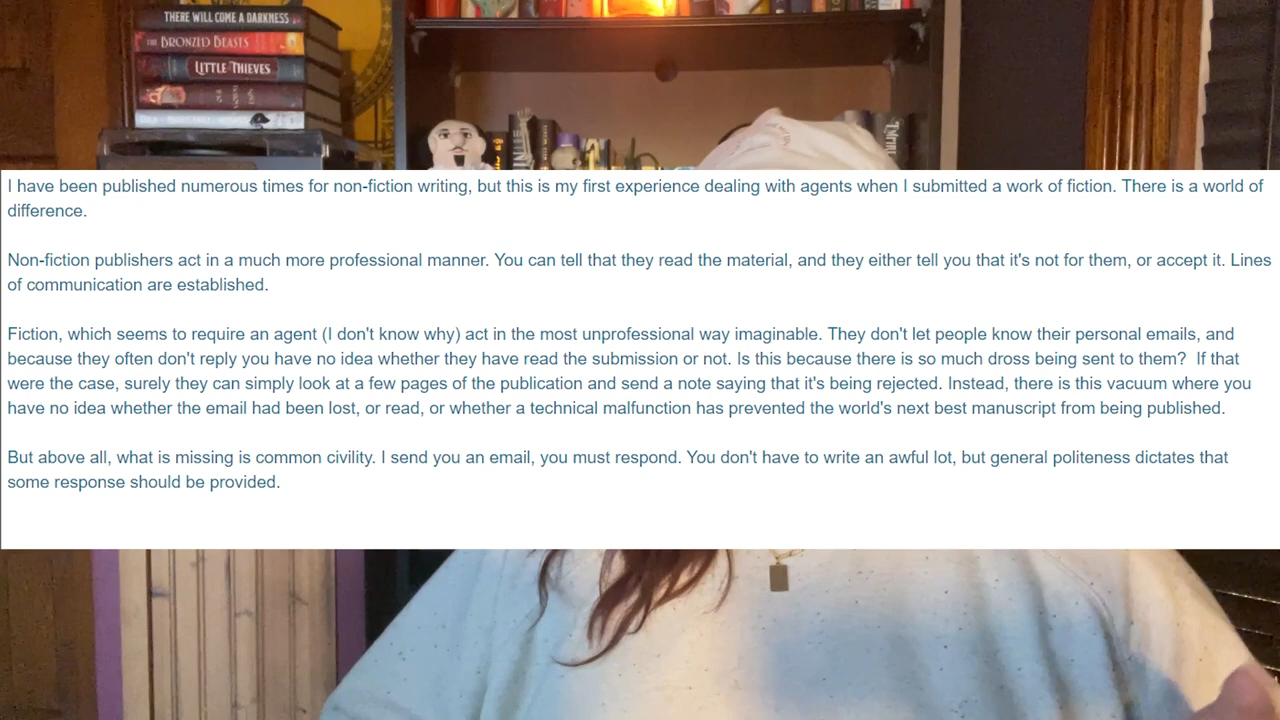 THERE WILL COME A DARKNESS
THE BRONZED BEASTS
LITTLE THIEVES
I have been published numerous times for non-fiction writing, but this is my first experience dealing with agents when I submitted a work of fiction. There is a world of
difference.
Non-fiction publishers act in a much more professional manner. You can tell that they read the material, and they either tell you that it's not for them, or accept it. Lines
of communication are established.
Fiction, which seems to require an agent (I don't know why) act in the most unprofessional way imaginable. They don't let people know their personal emails, and
because they often don't reply you have no idea whether they have read the submission or not. Is this because there is so much dross being sent to them?  If that
were the case, surely they can simply look at a few pages of the publication and send a note saying that it's being rejected. Instead, there is this vacuum where you
have no idea whether the email had been lost, or read, or whether a technical malfunction has prevented the world's next best manuscript from being published.
But above all, what is missing is common civility. I send you an email, you must respond. You don't have to write an awful lot, but general politeness dictates that
some response should be provided.